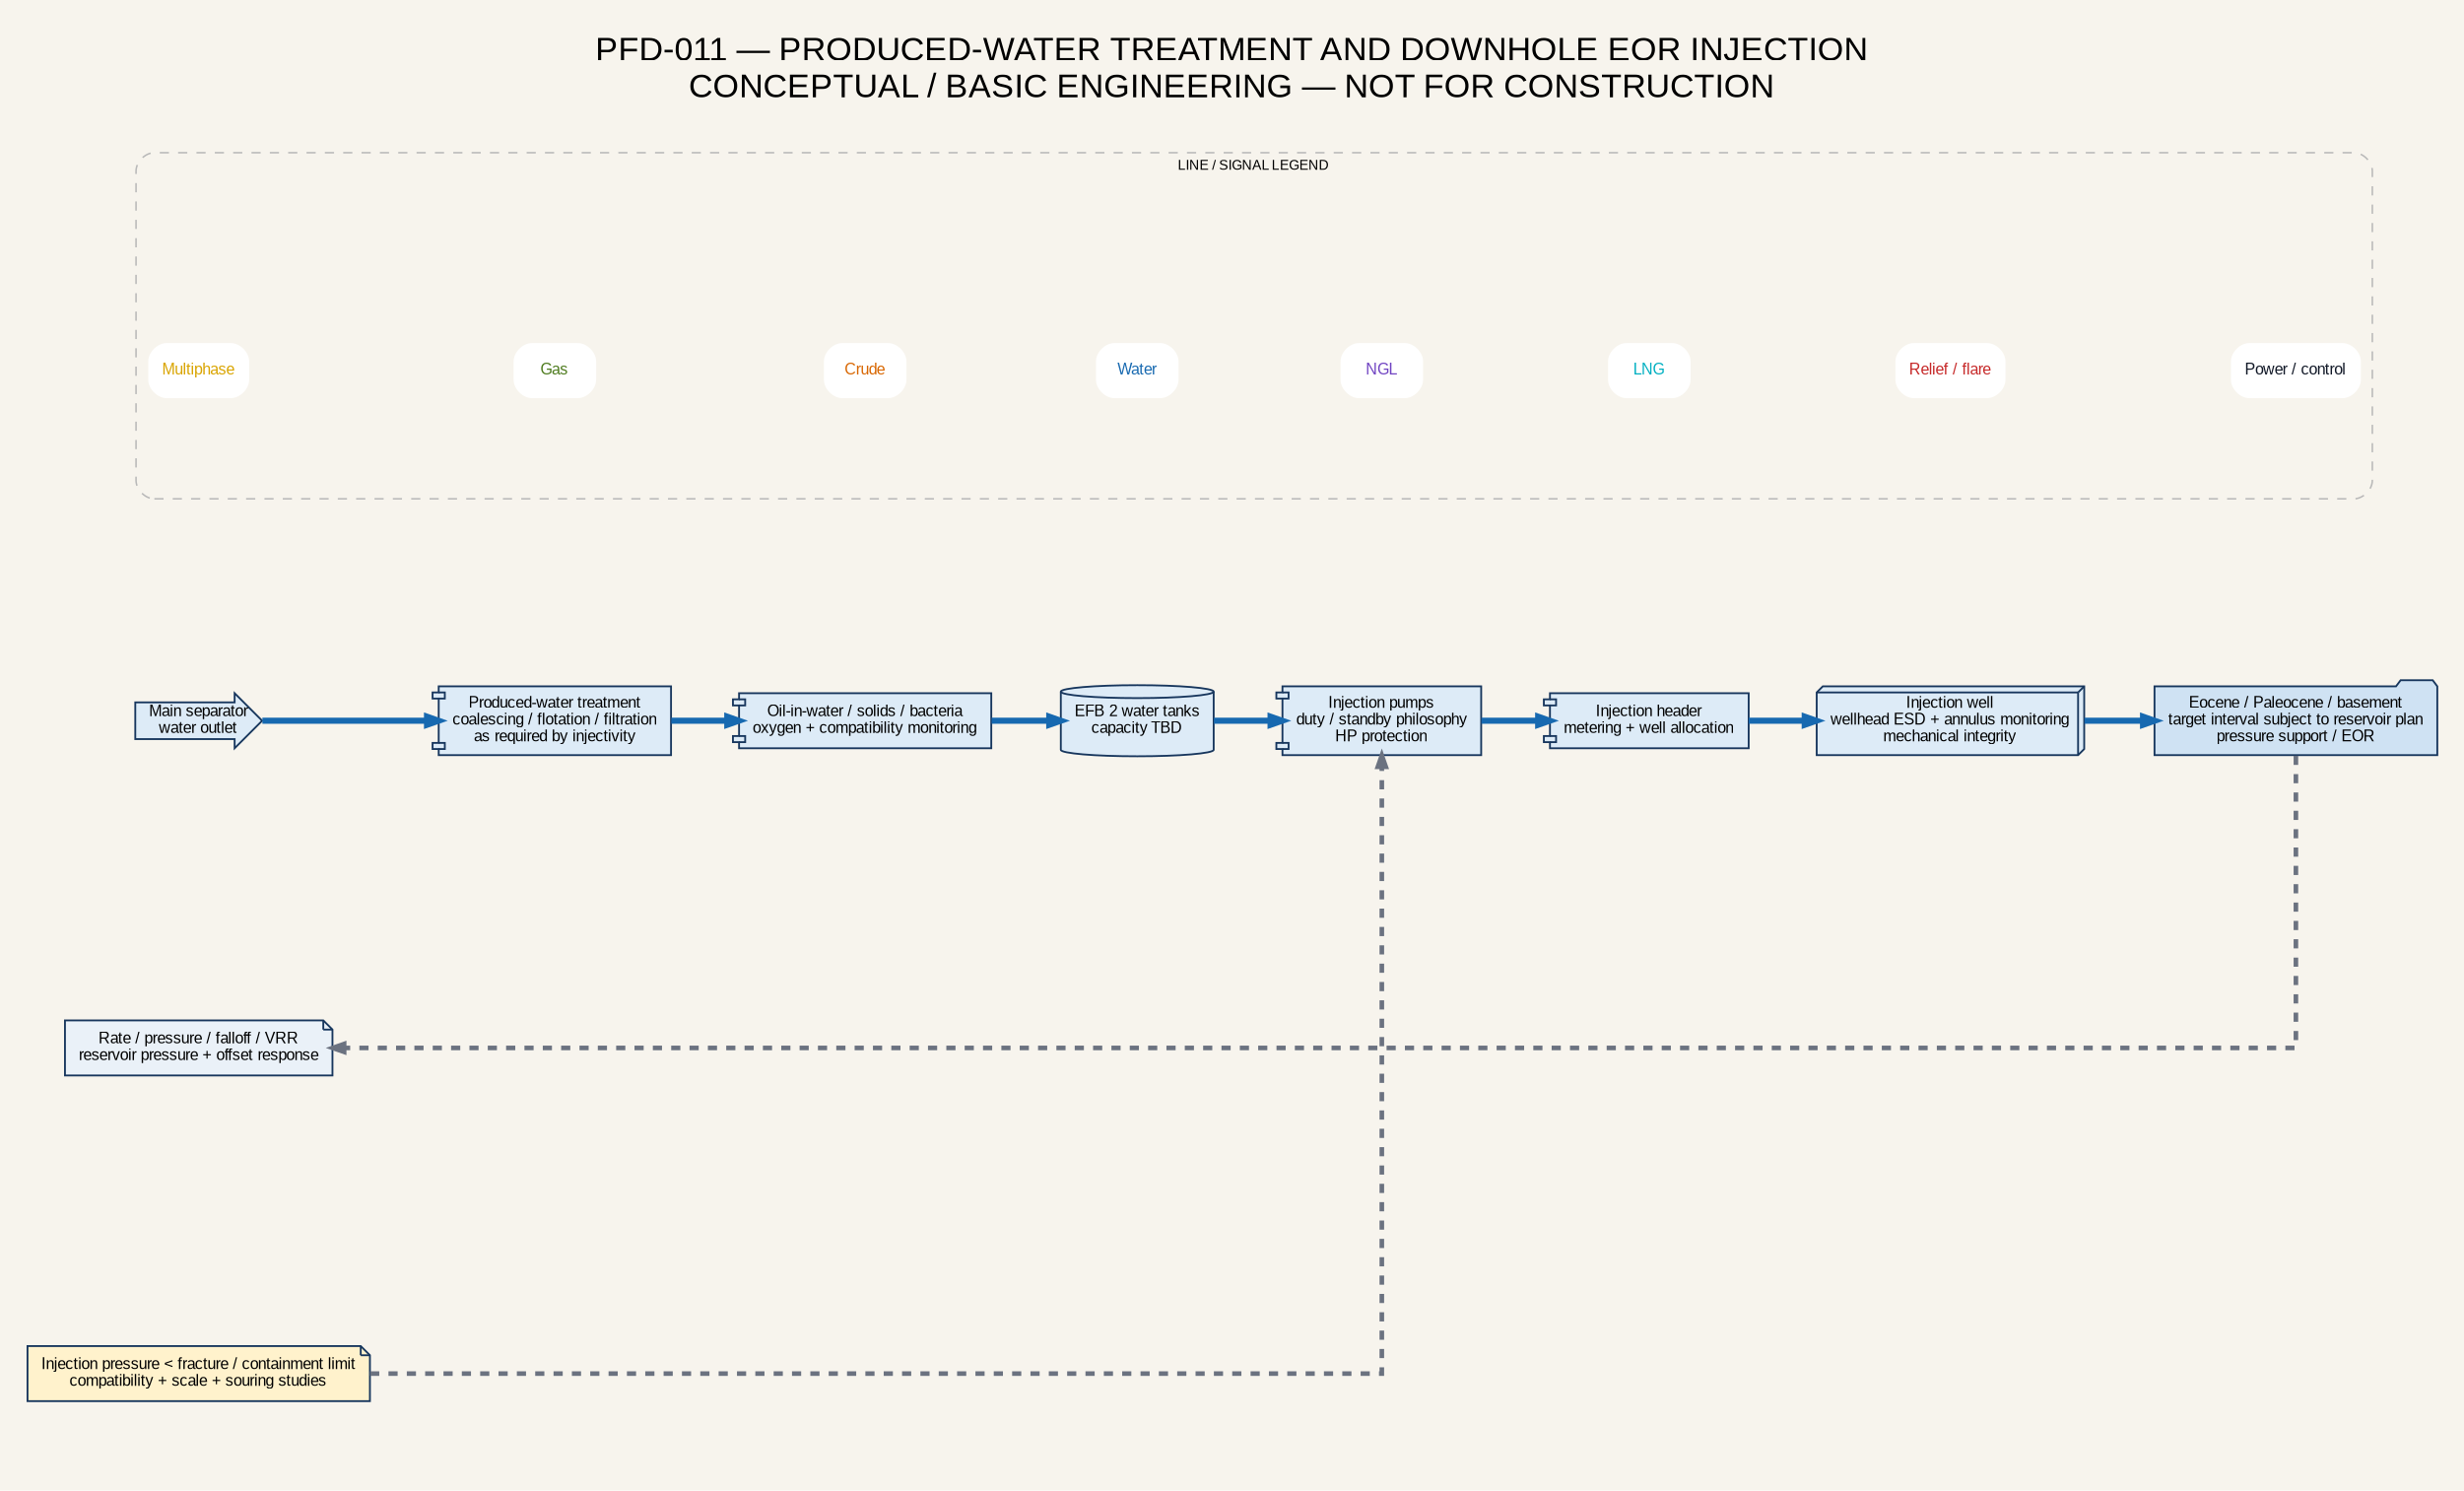 PFD-011 — PRODUCED-WATER TREATMENT AND DOWNHOLE EOR INJECTION
CONCEPTUAL / BASIC ENGINEERING — NOT FOR CONSTRUCTION
LINE / SIGNAL LEGEND
Multiphase
Gas
Crude
Water
NGL
LNG
Relief / flare
Power / control
Main separator
water outlet
Produced-water treatment
coalescing / flotation / filtration
as required by injectivity
Oil-in-water / solids / bacteria
oxygen + compatibility monitoring
EFB 2 water tanks
capacity TBD
Injection pumps
duty / standby philosophy
HP protection
Injection header
metering + well allocation
Injection well
wellhead ESD + annulus monitoring
mechanical integrity
Eocene / Paleocene / basement
target interval subject to reservoir plan
pressure support / EOR
Rate / pressure / falloff / VRR
reservoir pressure + offset response
Injection pressure < fracture / containment limit
compatibility + scale + souring studies